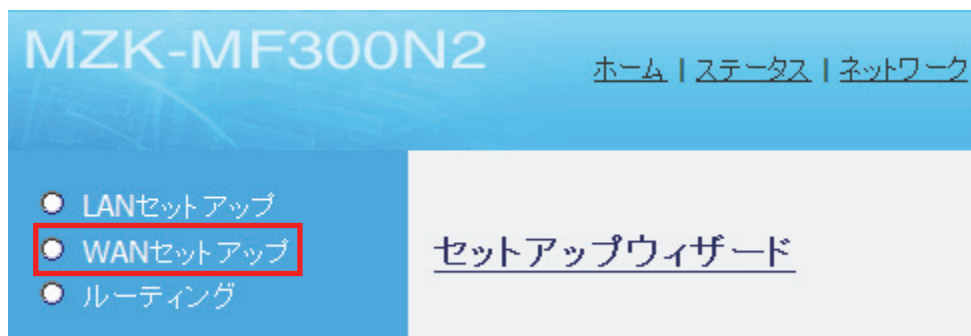 MZK-MF300N2
ホーム | ステータス | ネットワーク
LANセットアップ
WANセットアップ
ルーティング
セットアップウィザード